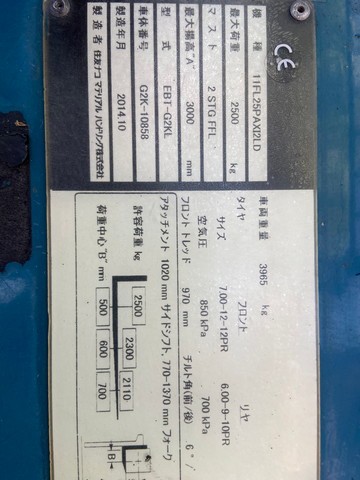 CE
機種 11FL25PAXI2LD
最大荷重 2500 kg
マスト 2 STG FFL
最大揚高"A" 3000 mm
型式 EBT-G2KL
車体番号 G2K-10858
製造年月 2014.10
製造者 住友ナコ マテリアル ハンドリング株式会社
車両重量 3965 kg
タイヤ フロント リヤ
サイズ 7.00-12-12PR 6.00-9-10PR
空気圧 850 kPa 700 kPa
フロントトレッド 970 mm チルト角(前/後) 6°/
アタッチメント 1020 mm サイドシフト, 770-1370 mm フォーク
許容荷重 kg 2500 2300 2110
荷重中心"B" mm 500 600 700
B